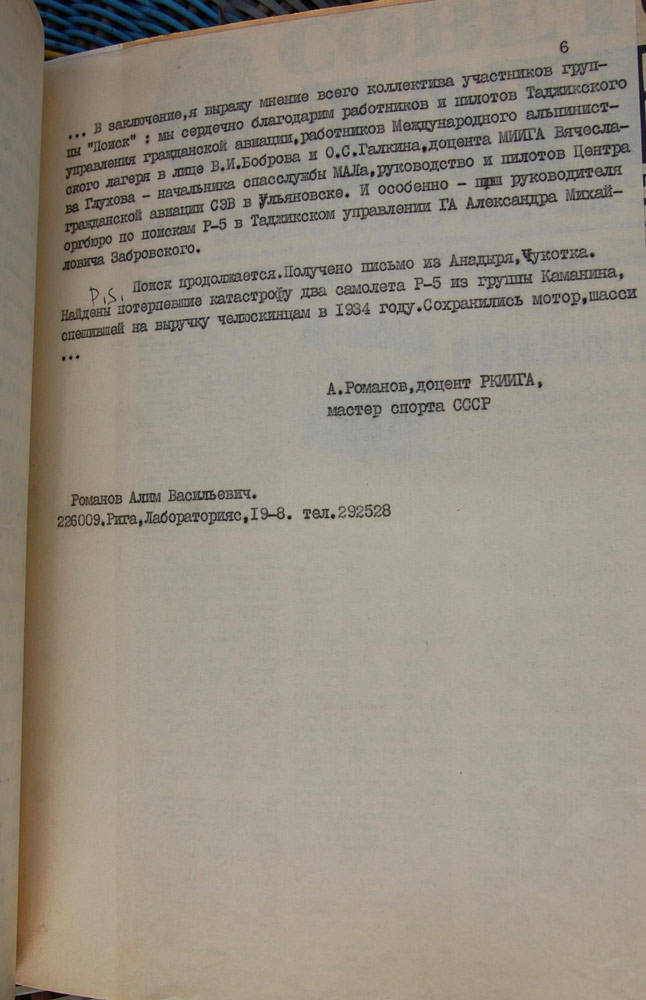 6
... В заключение,я выражу мнение всего коллектива участников груп-
пы "Поиск" : мы сердечно благодарим работников и пилотов Таджикского
управления гражданской авиации,работников Международного альпинист-
ского лагеря в лице В.И.Боброва и О.С.Галкина,доцента МИИГА Вячесла-
ва Глухова - начальника спасслужбы МАЛа,руководство и пилотов Центра
гражданской авиации СЭВ в Ульяновске. И особенно - руководителя
оргбюро по поискам Р-5 в Таджикском управлении ГА Александра Михай-
ловича Забровского.
P.S. Поиск продолжается.Получено письмо из Анадыря,Чукотка.
Найдены потерпевшие катастрофу два самолета Р-5 из группы Каманина,
спешившей на выручку челюскинцам в 1934 году.Сохранились мотор,шасси
...
А.Романов,доцент РКИИГА,
мастер спорта СССР
Романов Алим Васильевич.
226009.Рига,Лабораторияс,19-8. тел.292528